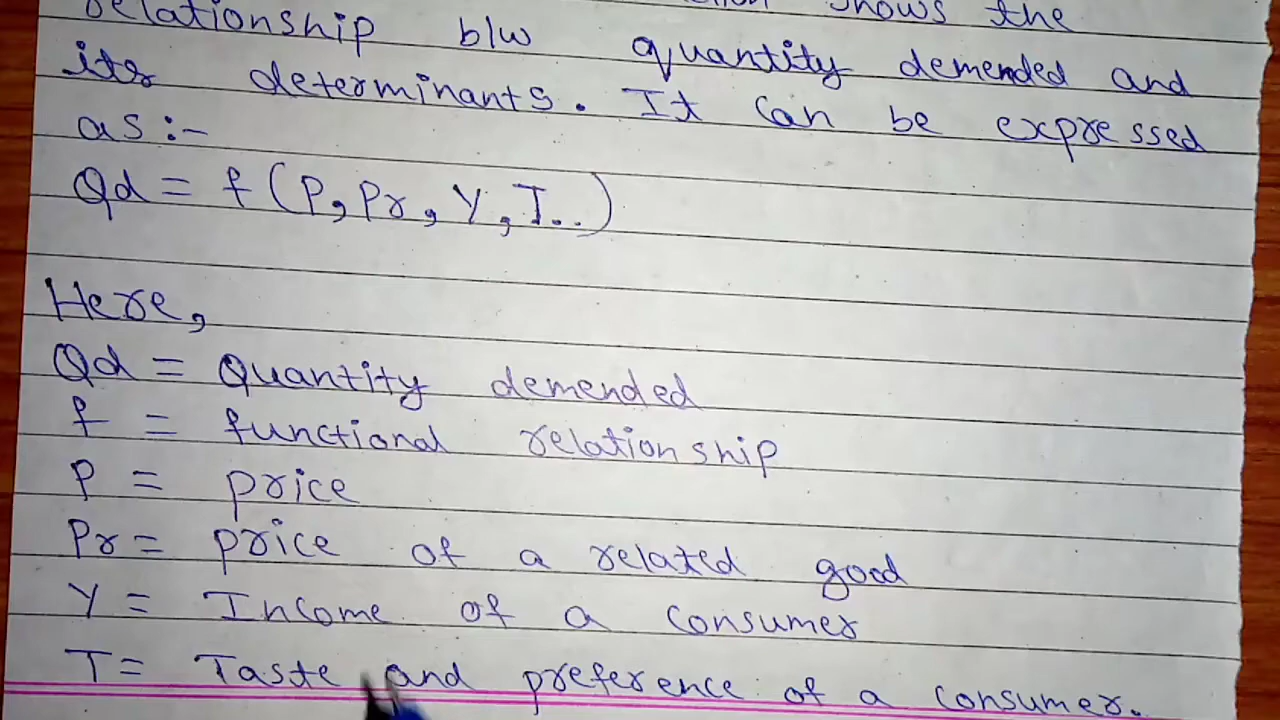 relationship b/w quantity demended and
its determinants. It can be expressed
as :-
Qd = f (P, Pr, Y, T..)
Here,
Qd = Quantity demended
f = functional relationship
P = price
Pr = price of a related good
Y = Income of a consumer
T = Taste and preference of a consumer.